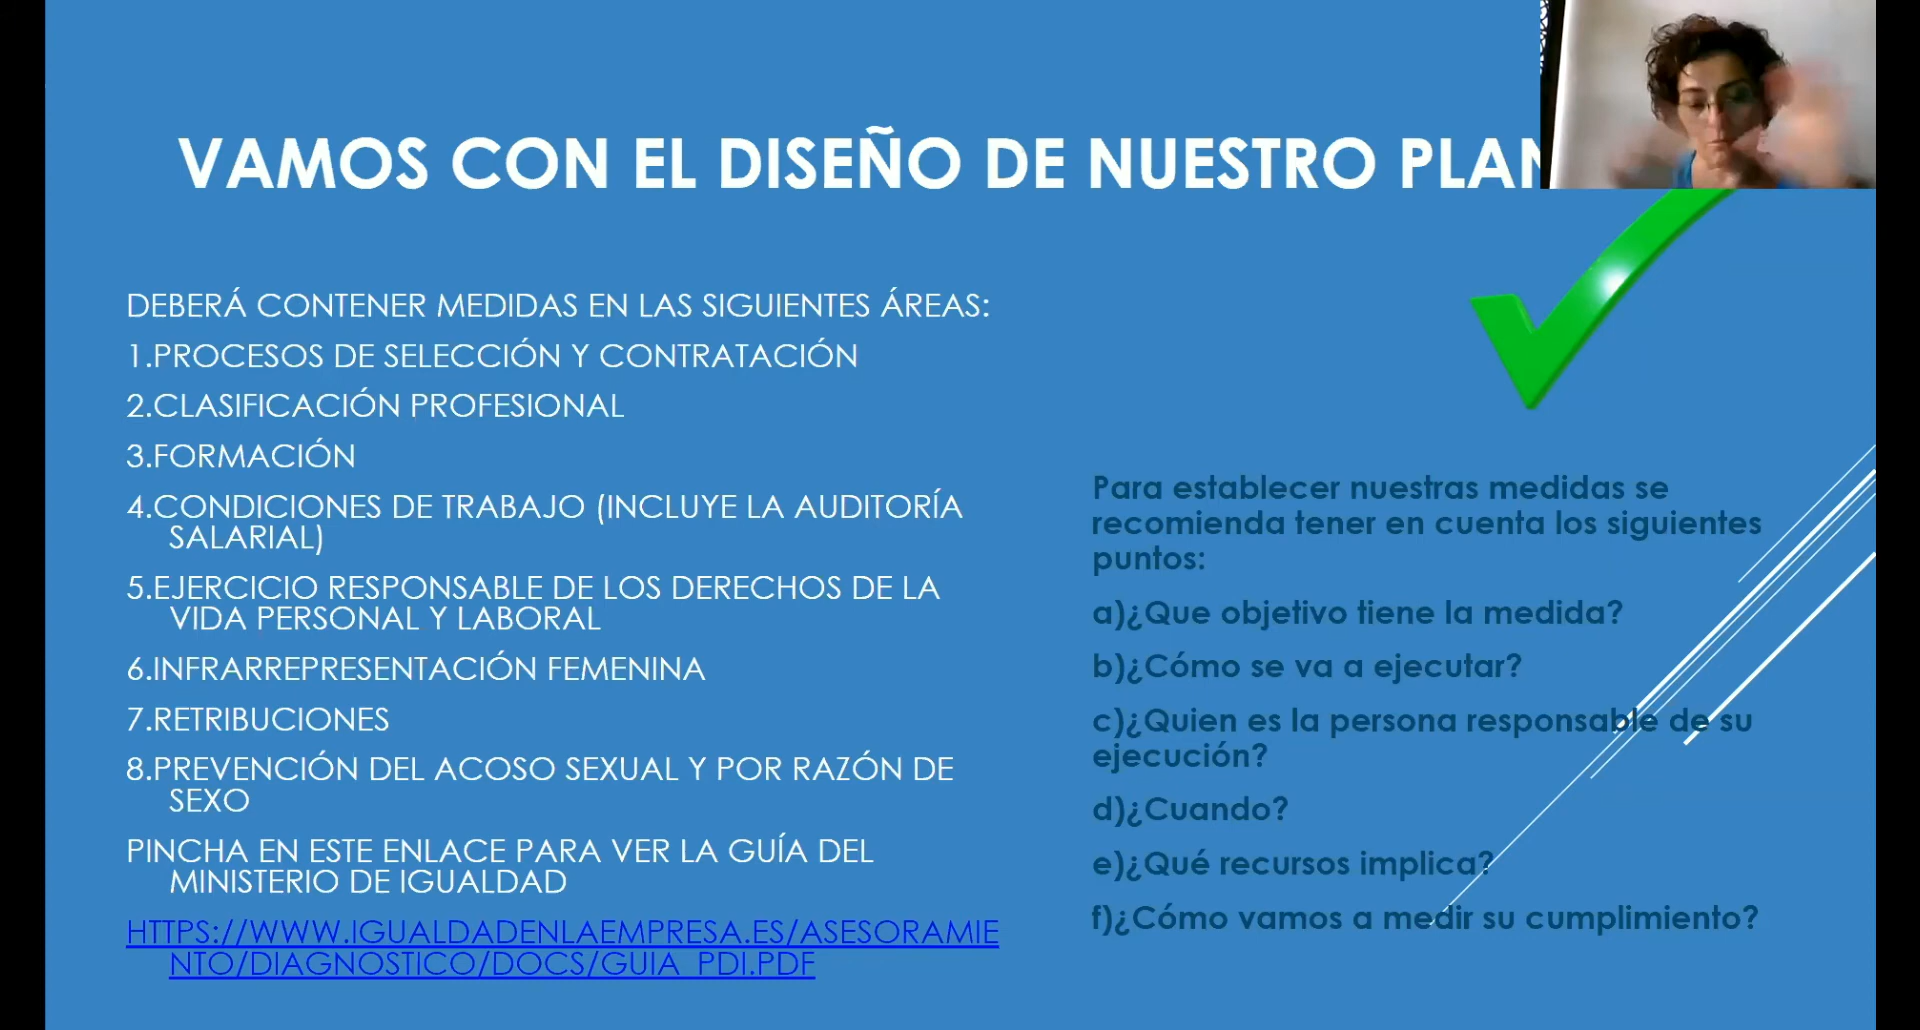 VAMOS CON EL DISEÑO DE NUESTRO PLAN
DEBERÁ CONTENER MEDIDAS EN LAS SIGUIENTES ÁREAS:
1.PROCESOS DE SELECCIÓN Y CONTRATACIÓN
2.CLASIFICACIÓN PROFESIONAL
3.FORMACIÓN
4.CONDICIONES DE TRABAJO (INCLUYE LA AUDITORÍA
SALARIAL)
5.EJERCICIO RESPONSABLE DE LOS DERECHOS DE LA
VIDA PERSONAL Y LABORAL
6.INFRARREPRESENTACIÓN FEMENINA
7.RETRIBUCIONES
8.PREVENCIÓN DEL ACOSO SEXUAL Y POR RAZÓN DE
SEXO
PINCHA EN ESTE ENLACE PARA VER LA GUÍA DEL
MINISTERIO DE IGUALDAD
HTTPS://WWW.IGUALDADENLAEMPRESA.ES/ASESORAMIE
NTO/DIAGNOSTICO/DOCS/GUIA_PDI.PDF
Para establecer nuestras medidas se
recomienda tener en cuenta los siguientes
puntos:
a)¿Que objetivo tiene la medida?
b)¿Cómo se va a ejecutar?
c)¿Quien es la persona responsable de su
ejecución?
d)¿Cuando?
e)¿Qué recursos implica?
f)¿Cómo vamos a medir su cumplimiento?